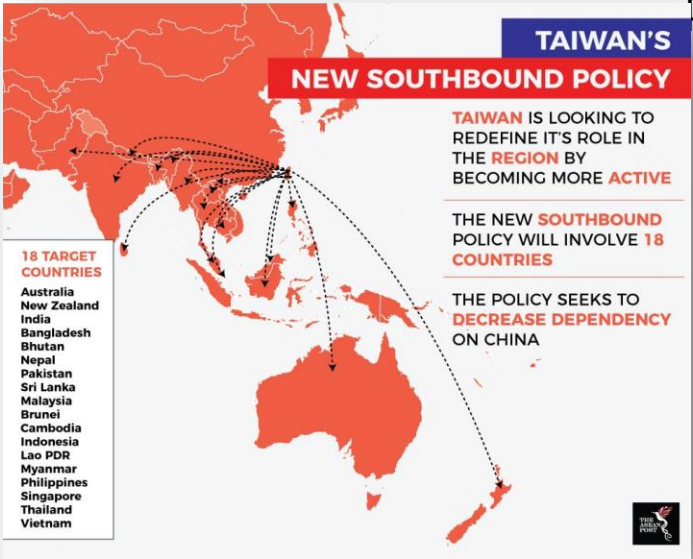 TAIWAN'S
NEW SOUTHBOUND POLICY
TAIWAN IS LOOKING TO
REDEFINE IT'S ROLE IN
THE REGION BY
BECOMING MORE ACTIVE
THE NEW SOUTHBOUND
POLICY WILL INVOLVE 18
COUNTRIES
THE POLICY SEEKS TO
DECREASE DEPENDENCY
ON CHINA
18 TARGET
COUNTRIES
Australia
New Zealand
India
Bangladesh
Bhutan
Nepal
Pakistan
Sri Lanka
Malaysia
Brunei
Cambodia
Indonesia
Lao PDR
Myanmar
Philippines
Singapore
Thailand
Vietnam
THE
ASEAN
POST